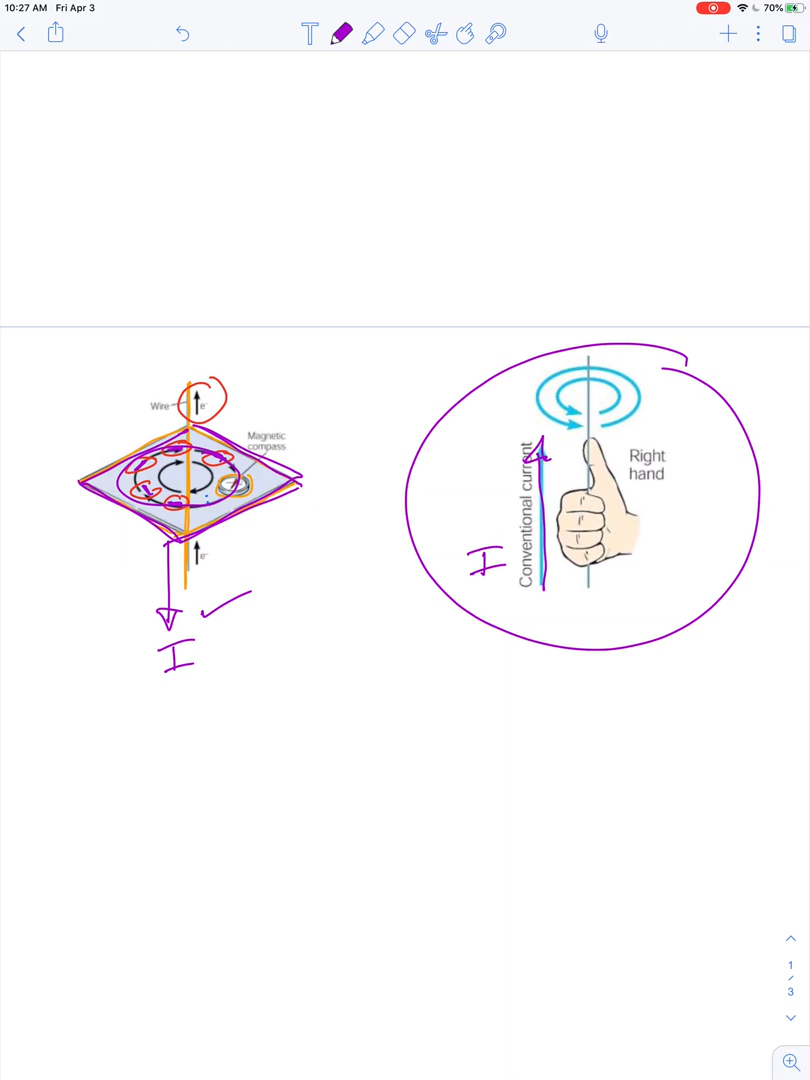 10:27 AM Fri Apr 3
70%
T
Wire
e⁻
Magnetic
compass
e⁻
I
Conventional current
I
Right
hand
1
/
3